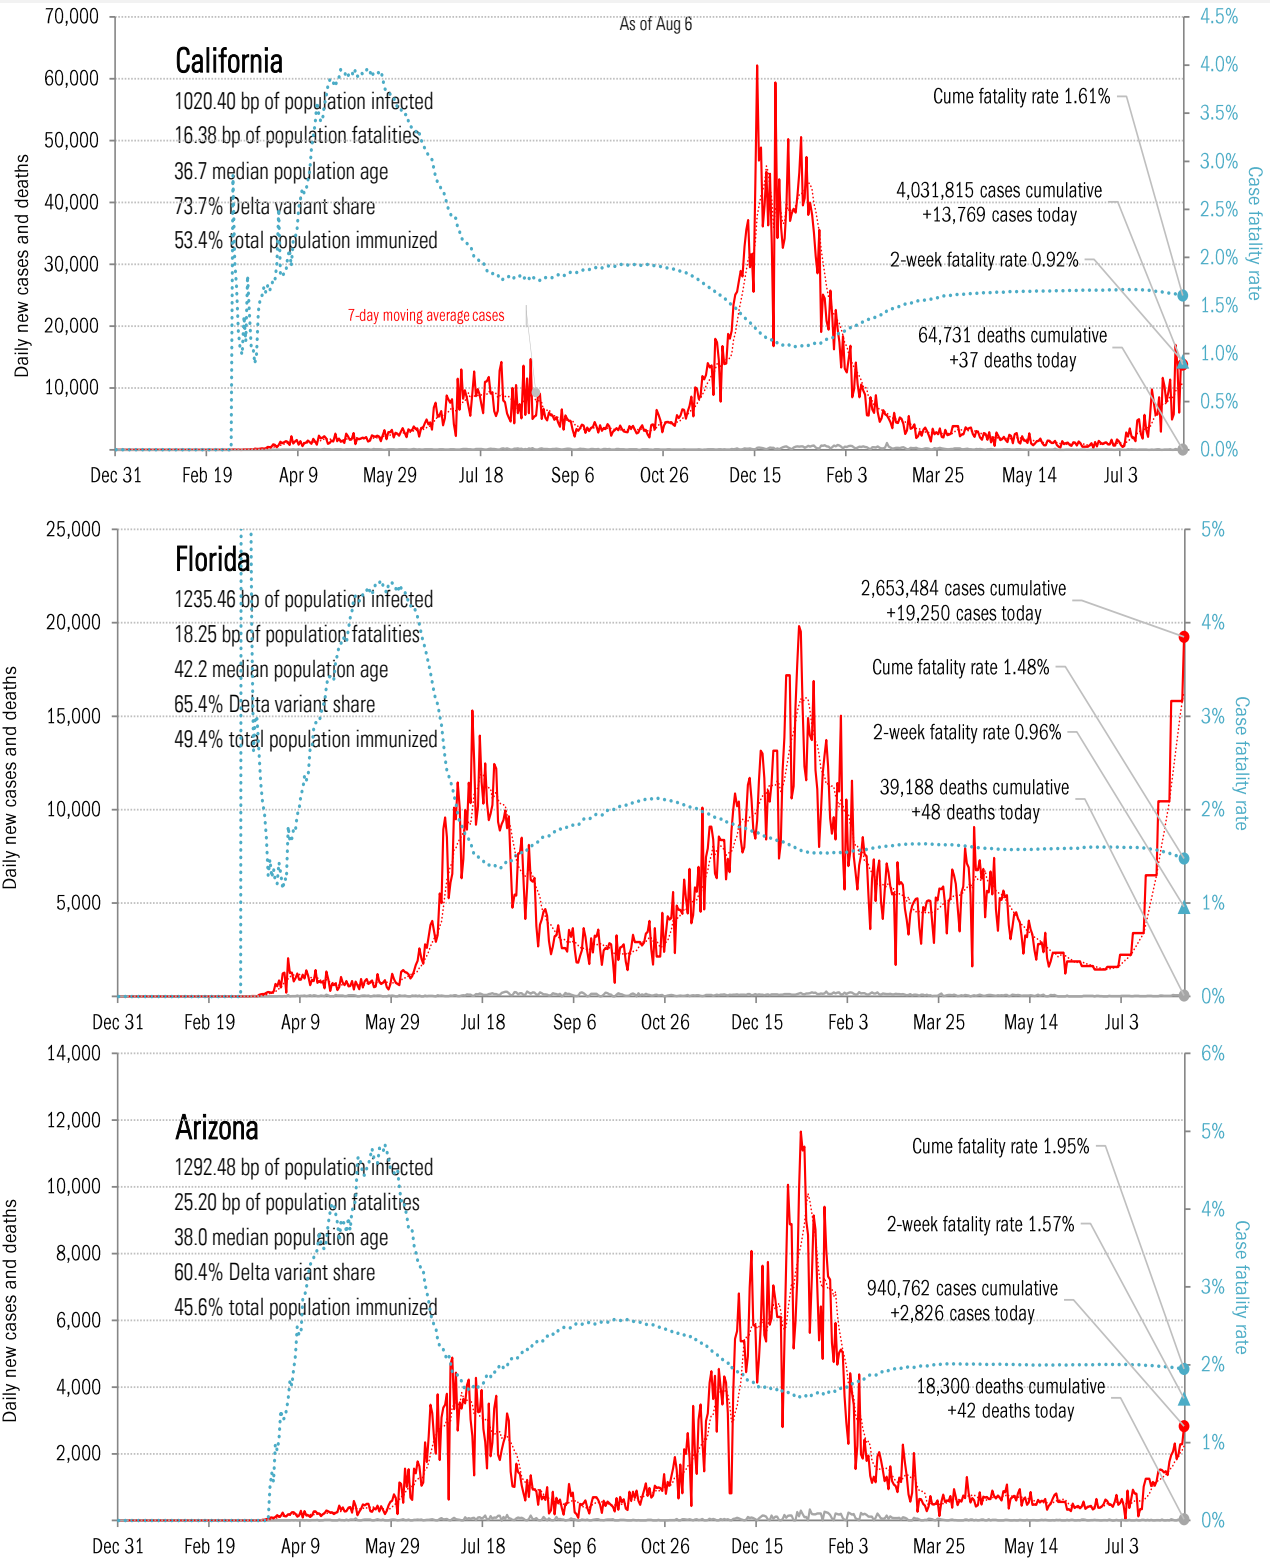 As of Aug 6
California
1020.40 bp of population infected
16.38 bp of population fatalities
36.7 median population age
73.7% Delta variant share
53.4% total population immunized
7-day moving average cases
Cume fatality rate 1.61%
4,031,815 cases cumulative
+13,769 cases today
2-week fatality rate 0.92%
64,731 deaths cumulative
+37 deaths today
Daily new cases and deaths
70,000
60,000
50,000
40,000
30,000
20,000
10,000
Case fatality rate
4.5%
4.0%
3.5%
3.0%
2.5%
2.0%
1.5%
1.0%
0.5%
0.0%
Dec 31 Feb 19 Apr 9 May 29 Jul 18 Sep 6 Oct 26 Dec 15 Feb 3 Mar 25 May 14 Jul 3
Florida
1235.46 bp of population infected
18.25 bp of population fatalities
42.2 median population age
65.4% Delta variant share
49.4% total population immunized
2,653,484 cases cumulative
+19,250 cases today
Cume fatality rate 1.48%
2-week fatality rate 0.96%
39,188 deaths cumulative
+48 deaths today
Daily new cases and deaths
25,000
20,000
15,000
10,000
5,000
Case fatality rate
5%
4%
3%
2%
1%
0%
Dec 31 Feb 19 Apr 9 May 29 Jul 18 Sep 6 Oct 26 Dec 15 Feb 3 Mar 25 May 14 Jul 3
Arizona
1292.48 bp of population infected
25.20 bp of population fatalities
38.0 median population age
60.4% Delta variant share
45.6% total population immunized
Cume fatality rate 1.95%
2-week fatality rate 1.57%
940,762 cases cumulative
+2,826 cases today
18,300 deaths cumulative
+42 deaths today
Daily new cases and deaths
14,000
12,000
10,000
8,000
6,000
4,000
2,000
Case fatality rate
6%
5%
4%
3%
2%
1%
0%
Dec 31 Feb 19 Apr 9 May 29 Jul 18 Sep 6 Oct 26 Dec 15 Feb 3 Mar 25 May 14 Jul 3